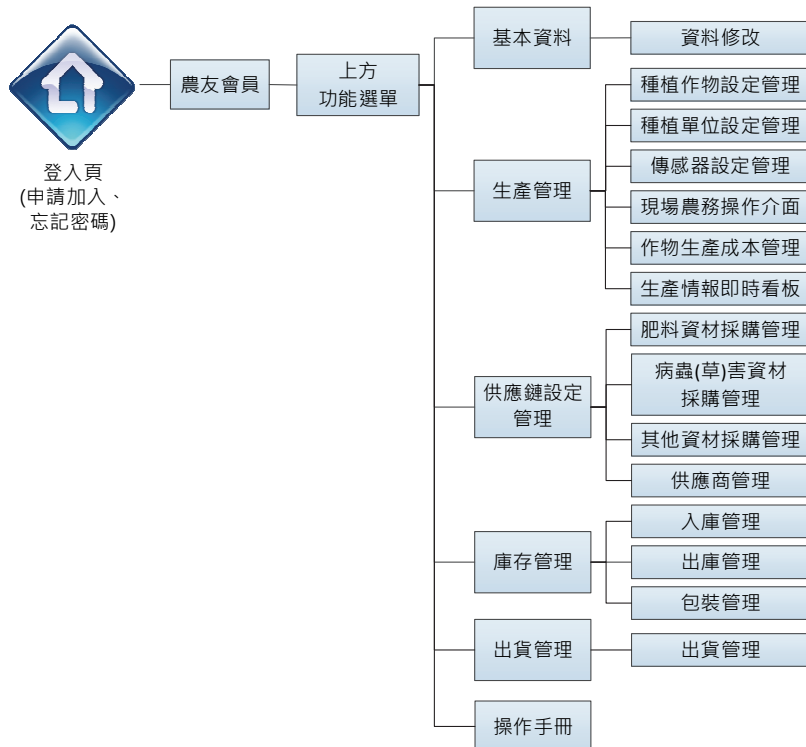 登入頁
(申請加入、
忘記密碼)
農友會員
上方
功能選單
基本資料
資料修改
生產管理
種植作物設定管理
種植單位設定管理
傳感器設定管理
現場農務操作介面
作物生產成本管理
生產情報即時看板
供應鏈設定
管理
肥料資材採購管理
病蟲(草)害資材
採購管理
其他資材採購管理
供應商管理
庫存管理
入庫管理
出庫管理
包裝管理
出貨管理
出貨管理
操作手冊